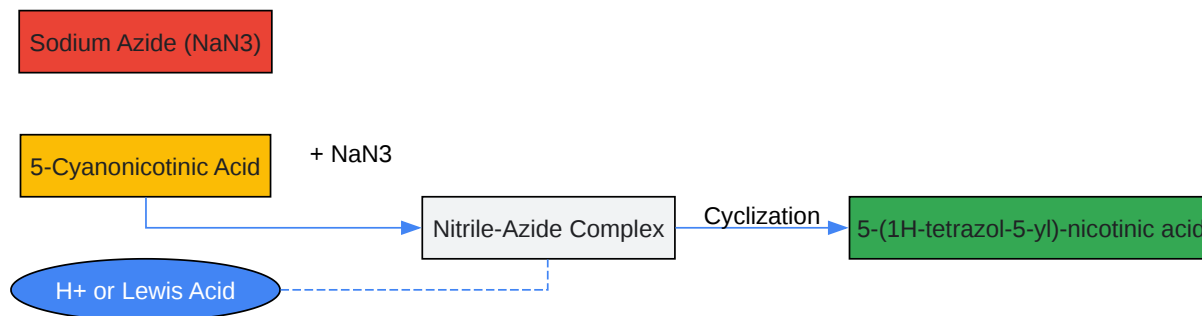 Sodium Azide (NaN3)
5-Cyanonicotinic Acid
+ NaN3
Nitrile-Azide Complex
Cyclization
5-(1H-tetrazol-5-yl)-nicotinic acid
H+ or Lewis Acid